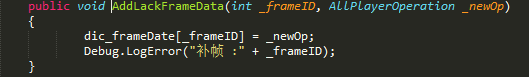 public void AddLackFrameData(int _frameID, AllPlayerOperation _newOp)
{
dic_frameDate[_frameID] = _newOp;
Debug.LogError("补帧 :" + _frameID);
}